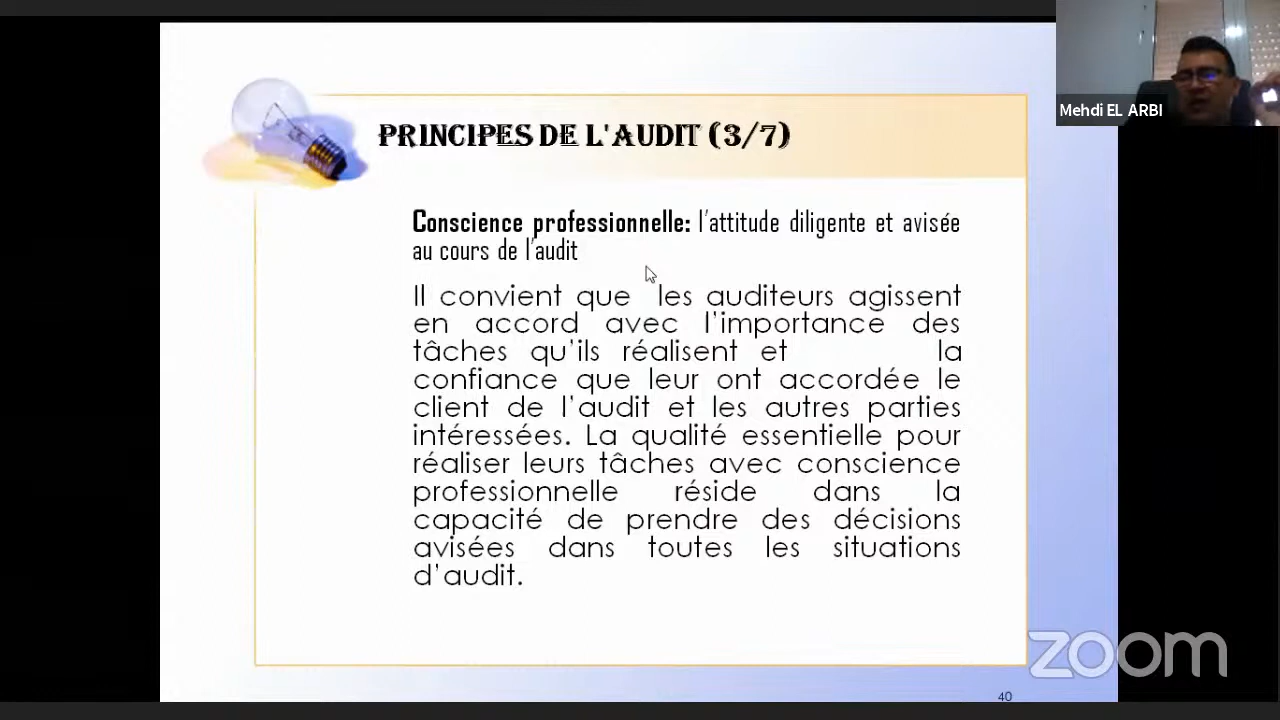 Mehdi EL ARBI
PRINCIPES DE L'AUDIT (3/7)
Conscience professionnelle: l'attitude diligente et avisée
au cours de l'audit
Il convient que les auditeurs agissent
en accord avec l'importance des
tâches qu'ils réalisent et la
confiance que leur ont accordée le
client de l'audit et les autres parties
intéressées. La qualité essentielle pour
réaliser leurs tâches avec conscience
professionnelle réside dans la
capacité de prendre des décisions
avisées dans toutes les situations
d'audit.
zoom
40